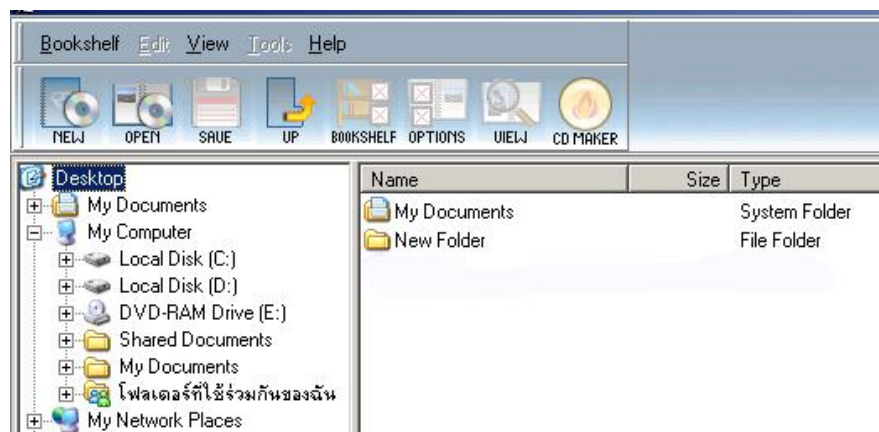 Bookshelf Edit View Tools Help
NEW OPEN SAVE UP BOOKSHELF OPTIONS VIEW CD MAKER
Desktop
My Documents
My Computer
Local Disk (C:)
Local Disk (D:)
DVD-RAM Drive (E:)
Shared Documents
My Documents
โฟลเดอร์ที่ใช้ร่วมกันของฉัน
My Network Places
Name Size Type
My Documents System Folder
New Folder File Folder